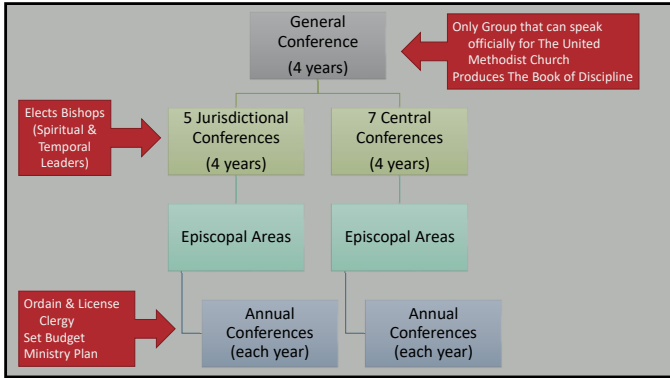 General
Conference
(4 years)
Only Group that can speak
officially for The United
Methodist Church
Produces The Book of Discipline
Elects Bishops
(Spiritual &
Temporal
Leaders)
5 Jurisdictional
Conferences
(4 years)
7 Central
Conferences
(4 years)
Episcopal Areas
Episcopal Areas
Ordain & License
Clergy
Set Budget
Ministry Plan
Annual
Conferences
(each year)
Annual
Conferences
(each year)